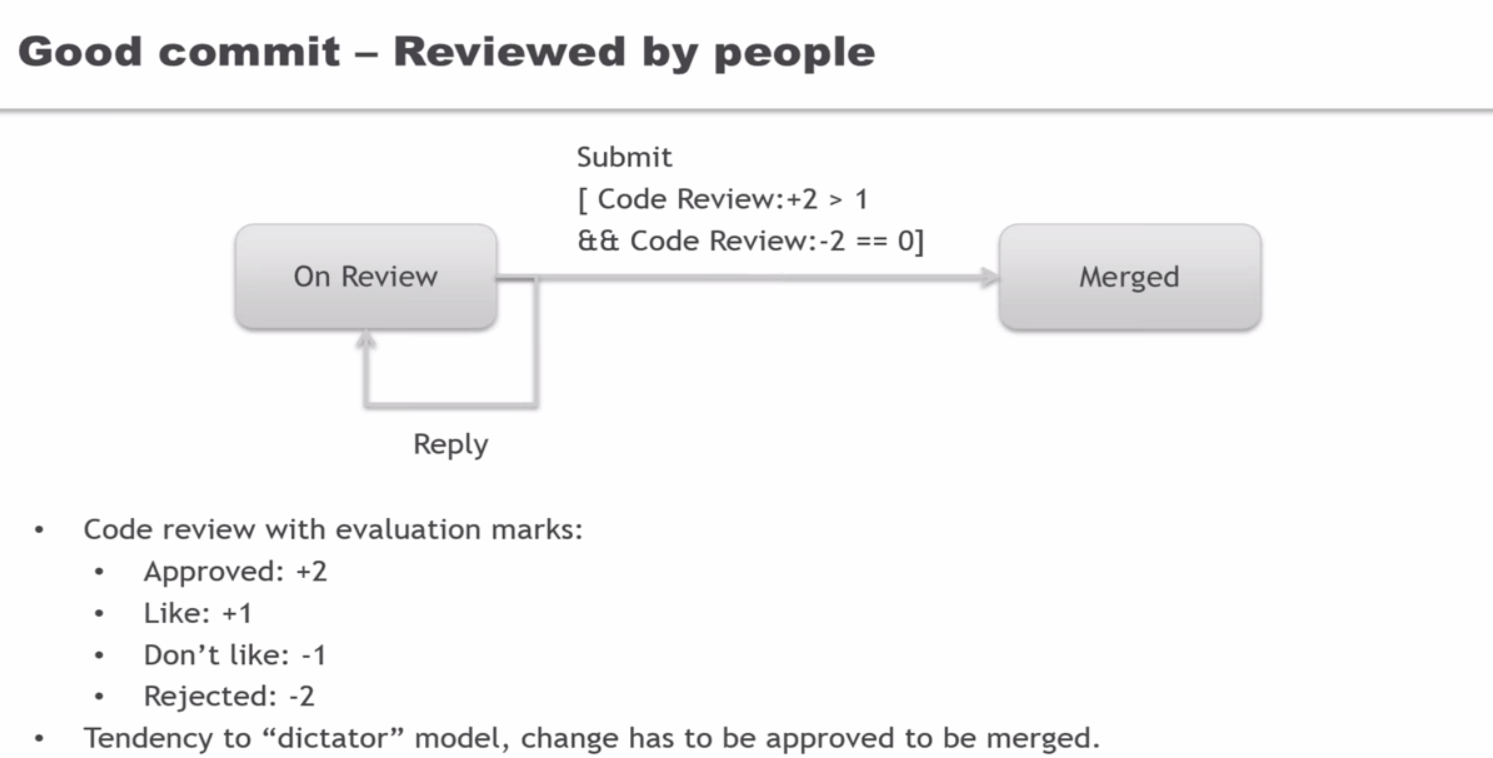 Good commit – Reviewed by people
Submit
[ Code Review:+2 > 1
&& Code Review:-2 == 0]
On Review
Merged
Reply
• Code review with evaluation marks:
• Approved: +2
• Like: +1
• Don’t like: -1
• Rejected: -2
• Tendency to “dictator” model, change has to be approved to be merged.